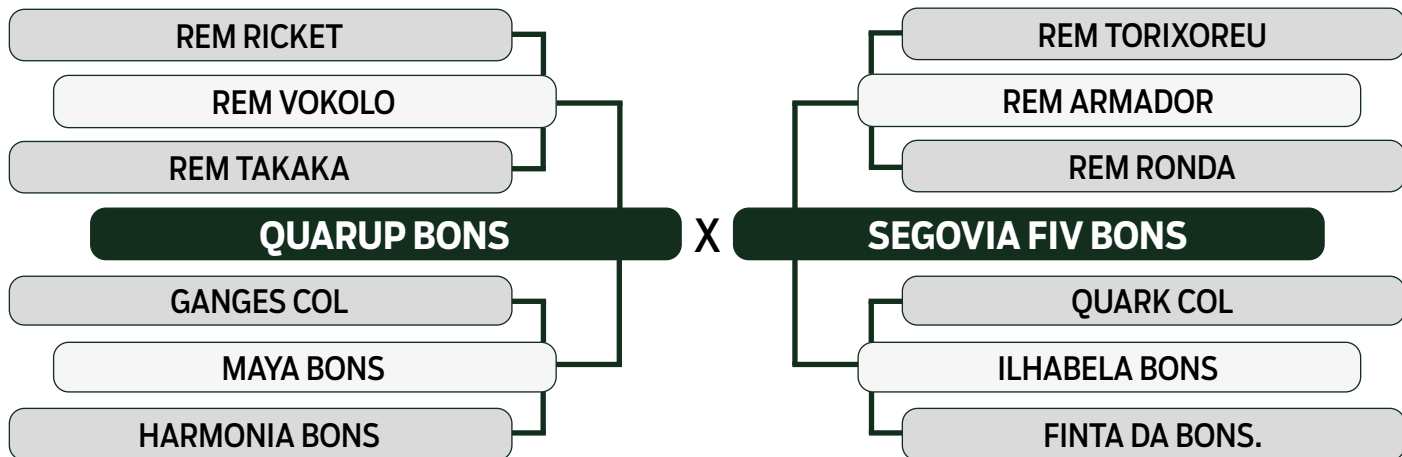 REM RICKET
REM VOKOLO
REM TAKAKA
QUARUP BONS
GANGES COL
MAYA BONS
HARMONIA BONS
X
REM TORIXOREU
REM ARMADOR
REM RONDA
SEGOVIA FIV BONS
QUARK COL
ILHABELA BONS
FINTA DA BONS.